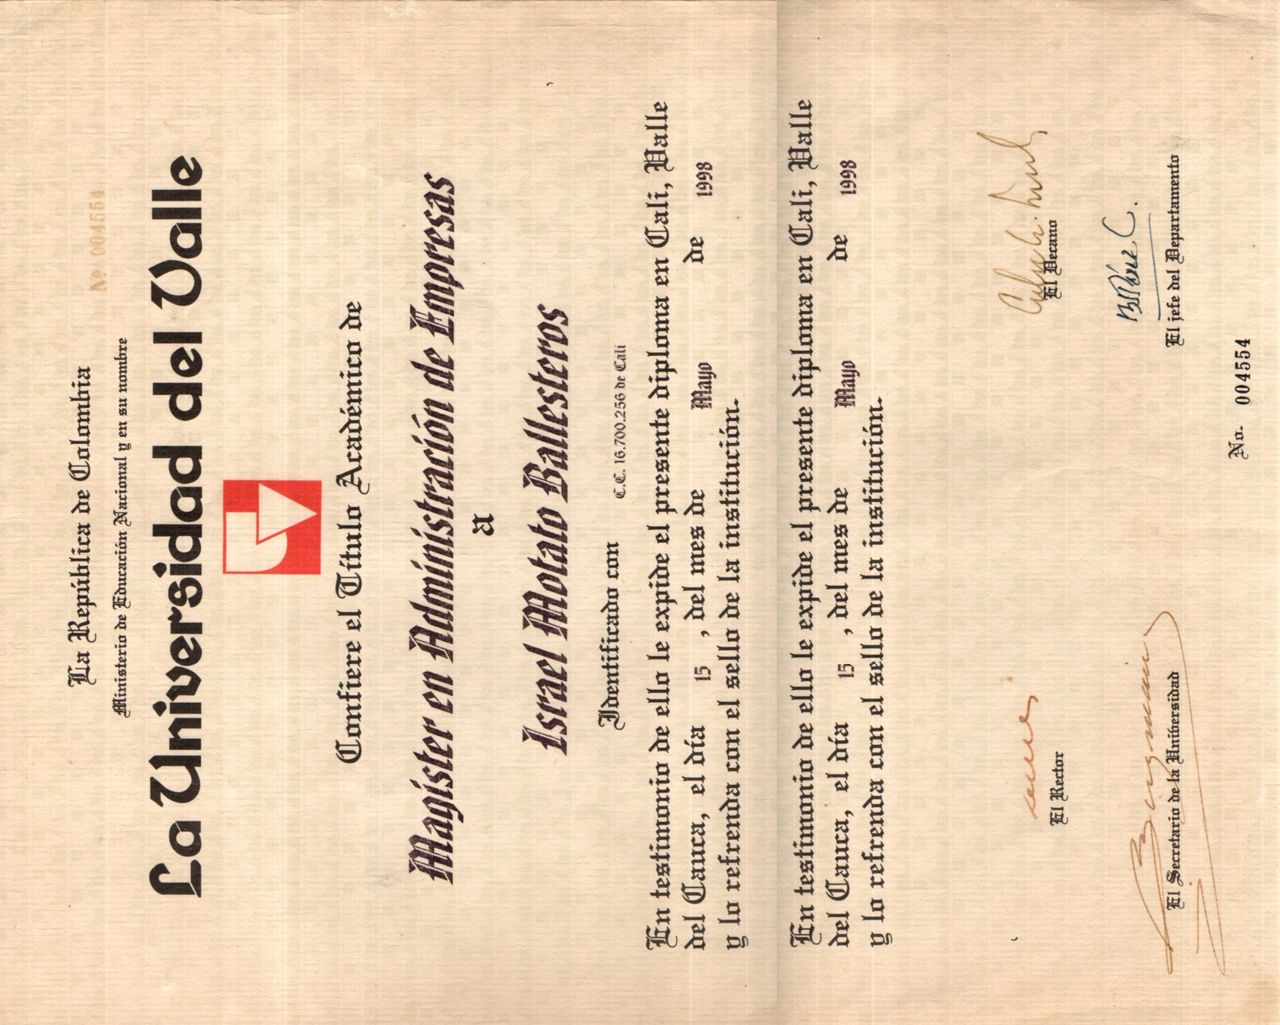 La República de Colombia
Nº 004554
Ministerio de Educación Nacional y en su nombre
La Universidad del Valle
Confiere el Título Académico de
Magíster en Administración de Empresas
a
Israel Motato Ballesteros
Identificado con C.C. 16.700.256 de Cali
En testimonio de ello le expide el presente diploma en Cali, Valle
del Cauca, el día 15 , del mes de Mayo de 1998
y lo refrenda con el sello de la institución.
En testimonio de ello le expide el presente diploma en Cali, Valle
del Cauca, el día 15 , del mes de Mayo de 1998
y lo refrenda con el sello de la institución.
El Rector El Decano
El Secretario de la Universidad El jefe del Departamento
No. 004554